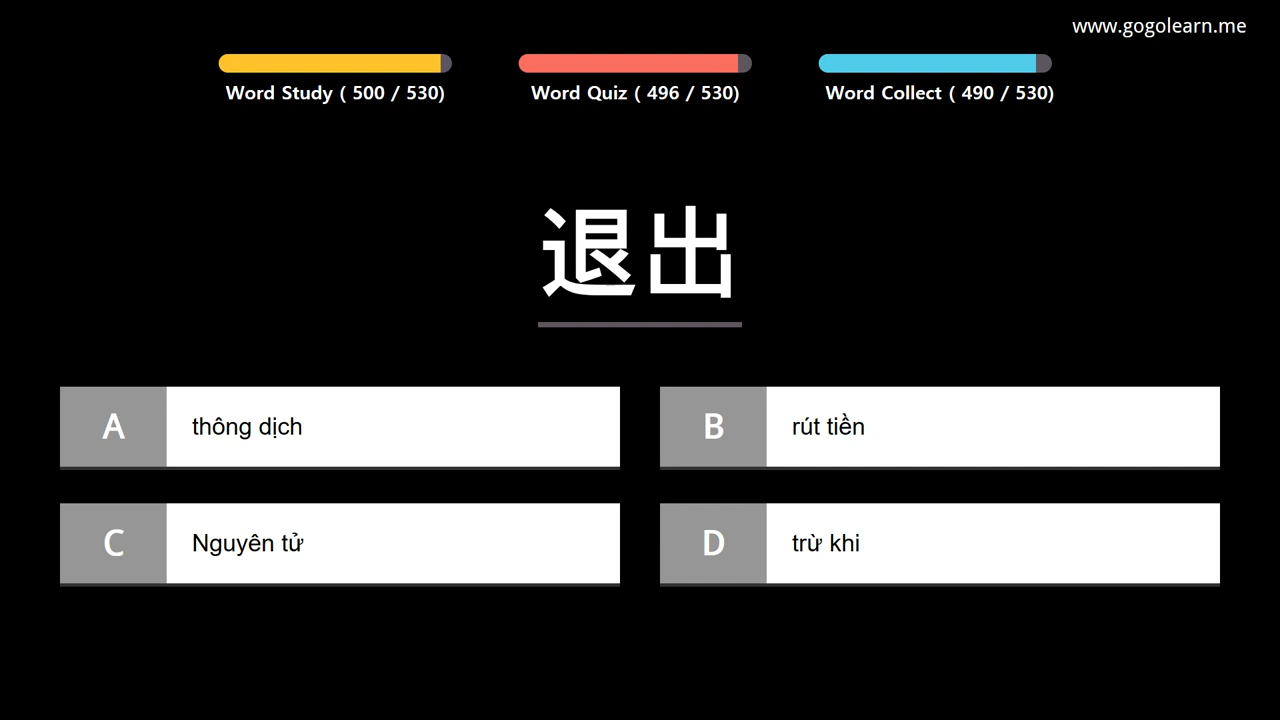 www.gogolearn.me
Word Study ( 500 / 530)
Word Quiz ( 496 / 530)
Word Collect ( 490 / 530)
退出
A thông dịch
B rút tiền
C Nguyên tử
D trừ khi